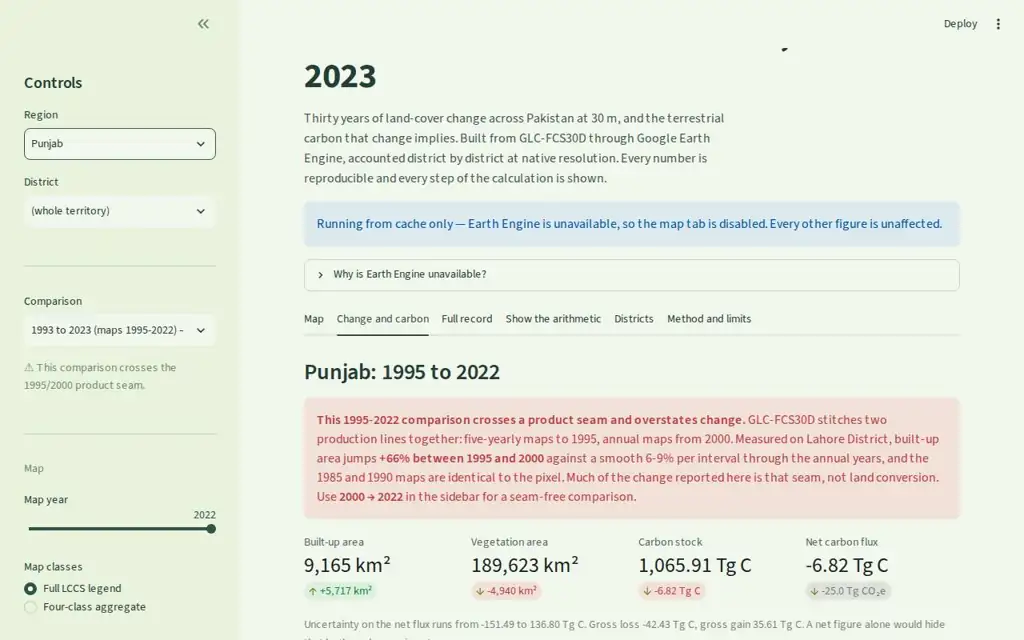 Deploy
Controls
Region
Punjab
District
(whole territory)
Comparison
1993 to 2023 (maps 1995-2022) -
⚠ This comparison crosses the
1995/2000 product seam.
Map
Map year
2022
Map classes
Full LCCS legend
Four-class aggregate
2023
Thirty years of land-cover change across Pakistan at 30 m, and the terrestrial
carbon that change implies. Built from GLC-FCS30D through Google Earth
Engine, accounted district by district at native resolution. Every number is
reproducible and every step of the calculation is shown.
Running from cache only — Earth Engine is unavailable, so the map tab is disabled. Every other figure is unaffected.
Why is Earth Engine unavailable?
Map Change and carbon Full record Show the arithmetic Districts Method and limits
Punjab: 1995 to 2022
This 1995-2022 comparison crosses a product seam and overstates change. GLC-FCS30D stitches two
production lines together: five-yearly maps to 1995, annual maps from 2000. Measured on Lahore District, built-up
area jumps +66% between 1995 and 2000 against a smooth 6-9% per interval through the annual years, and the
1985 and 1990 maps are identical to the pixel. Much of the change reported here is that seam, not land conversion.
Use 2000 → 2022 in the sidebar for a seam-free comparison.
Built-up area Vegetation area Carbon stock Net carbon flux
9,165 km² 189,623 km² 1,065.91 Tg C -6.82 Tg C
↑ +5,717 km² ↓ -4,940 km² ↓ -6.82 Tg C ↓ -25.0 Tg CO₂e
Uncertainty on the net flux runs from -151.49 to 136.80 Tg C. Gross loss -42.43 Tg C, gross gain 35.61 Tg C. A net figure alone would hide